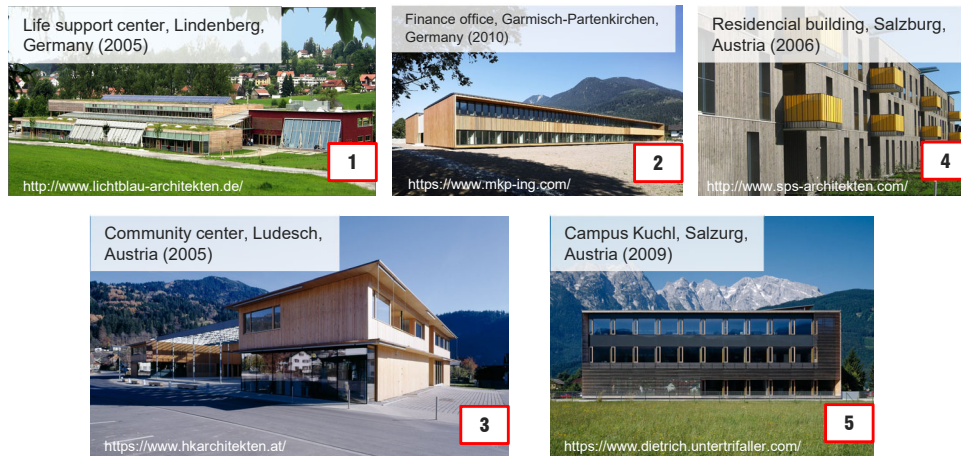 Life support center, Lindenberg,
Germany (2005)
http://www.lichtblau-architekten.de/
1
Finance office, Garmisch-Partenkirchen,
Germany (2010)
https://www.mkp-ing.com/
2
Residencial building, Salzburg,
Austria (2006)
http://www.sps-architekten.com/
4
Community center, Ludesch,
Austria (2005)
https://www.hkarchitekten.at/
3
Campus Kuchl, Salzurg,
Austria (2009)
https://www.dietrich.untertrifaller.com/
5